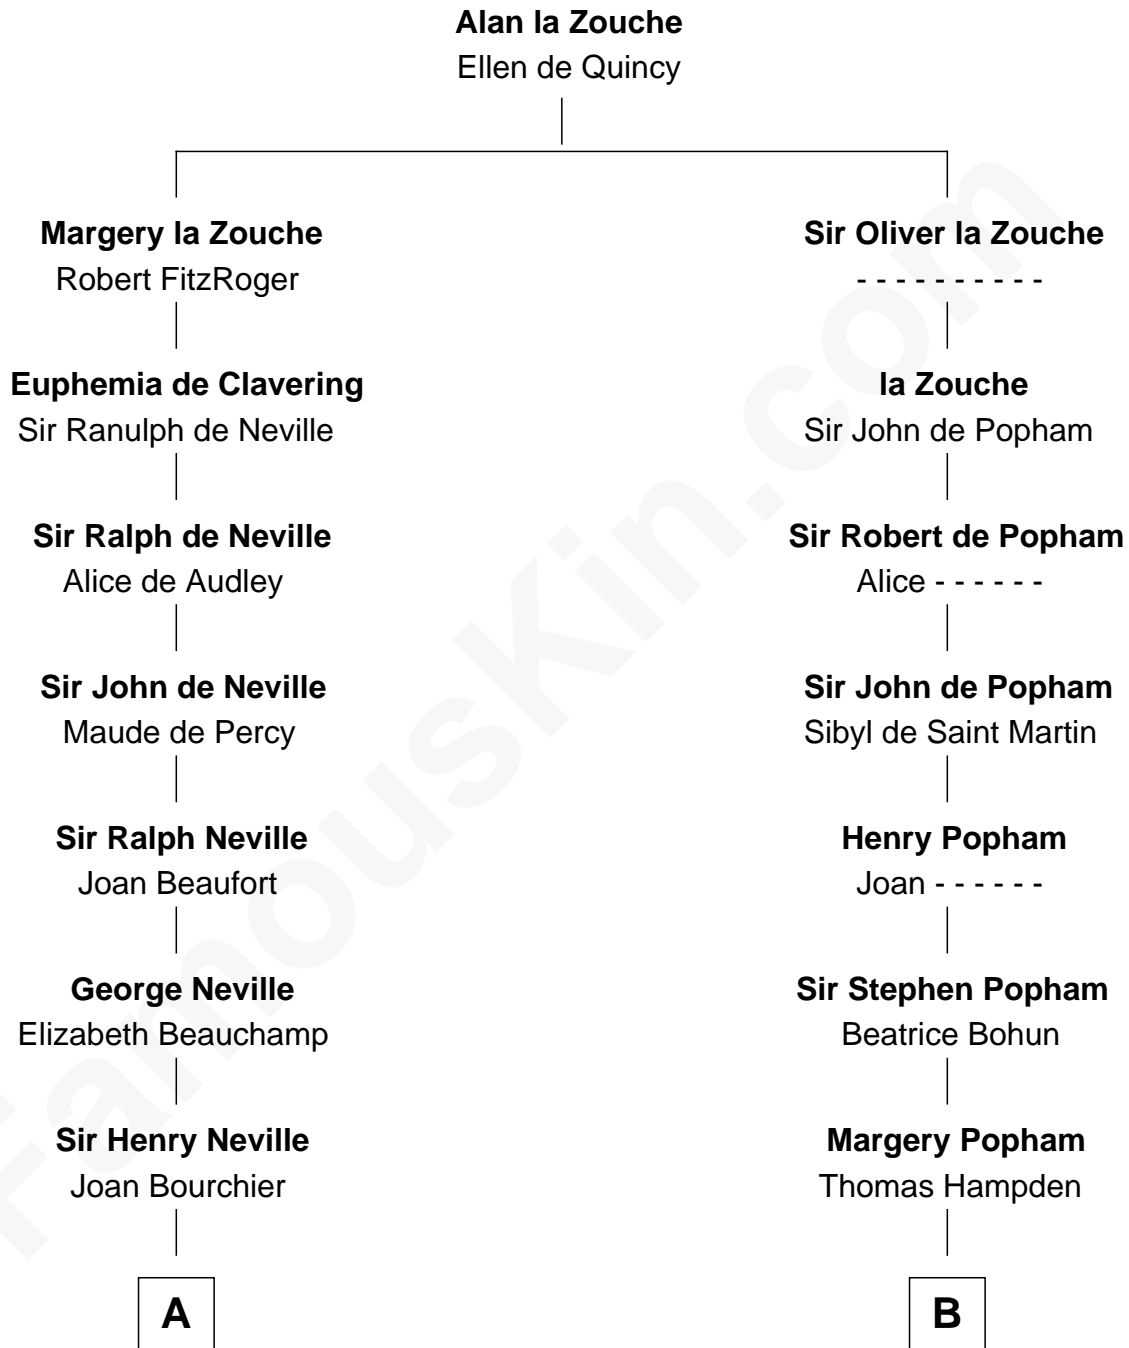 Alan la Zouche
Ellen de Quincy
Margery la Zouche
Robert FitzRoger
Sir Oliver la Zouche
- - - - - - - - - -
Euphemia de Clavering
Sir Ranulph de Neville
la Zouche
Sir John de Popham
Sir Ralph de Neville
Alice de Audley
Sir Robert de Popham
Alice - - - - - -
Sir John de Neville
Maude de Percy
Sir John de Popham
Sibyl de Saint Martin
Sir Ralph Neville
Joan Beaufort
Henry Popham
Joan - - - - - -
George Neville
Elizabeth Beauchamp
Sir Stephen Popham
Beatrice Bohun
Sir Henry Neville
Joan Bourchier
Margery Popham
Thomas Hampden
A
B
FamousKin.com